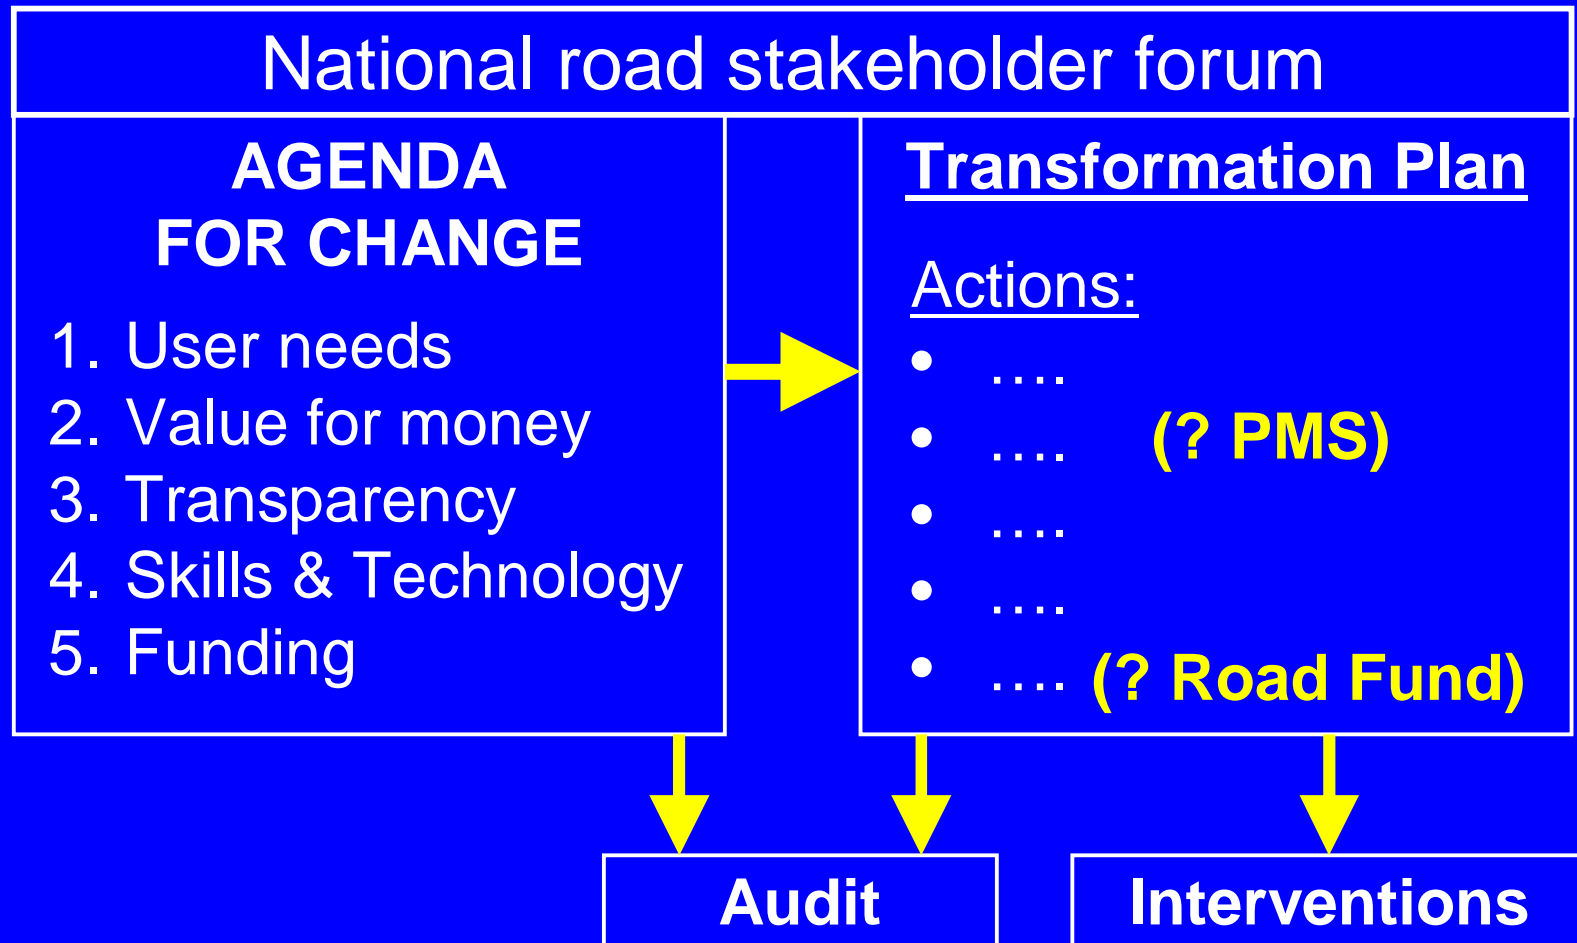 National road stakeholder forum
AGENDA
FOR CHANGE
1. User needs
2. Value for money
3. Transparency
4. Skills & Technology
5. Funding
Transformation Plan
Actions:
• ….
• …. (? PMS)
• ….
• ….
• …. (? Road Fund)
Audit
Interventions